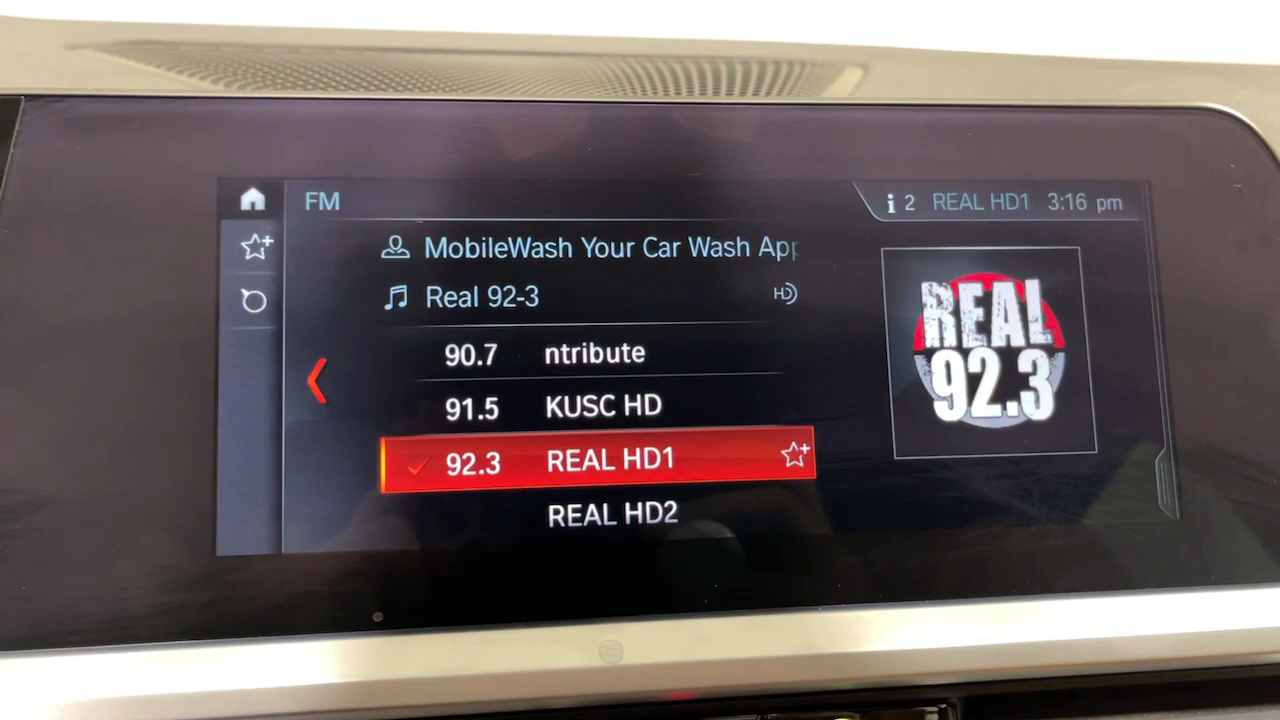 FM
2 REAL HD1 3:16 pm
MobileWash Your Car Wash App
Real 92-3
HD
90.7 ntribute
91.5 KUSC HD
92.3 REAL HD1
REAL HD2
REAL
92.3